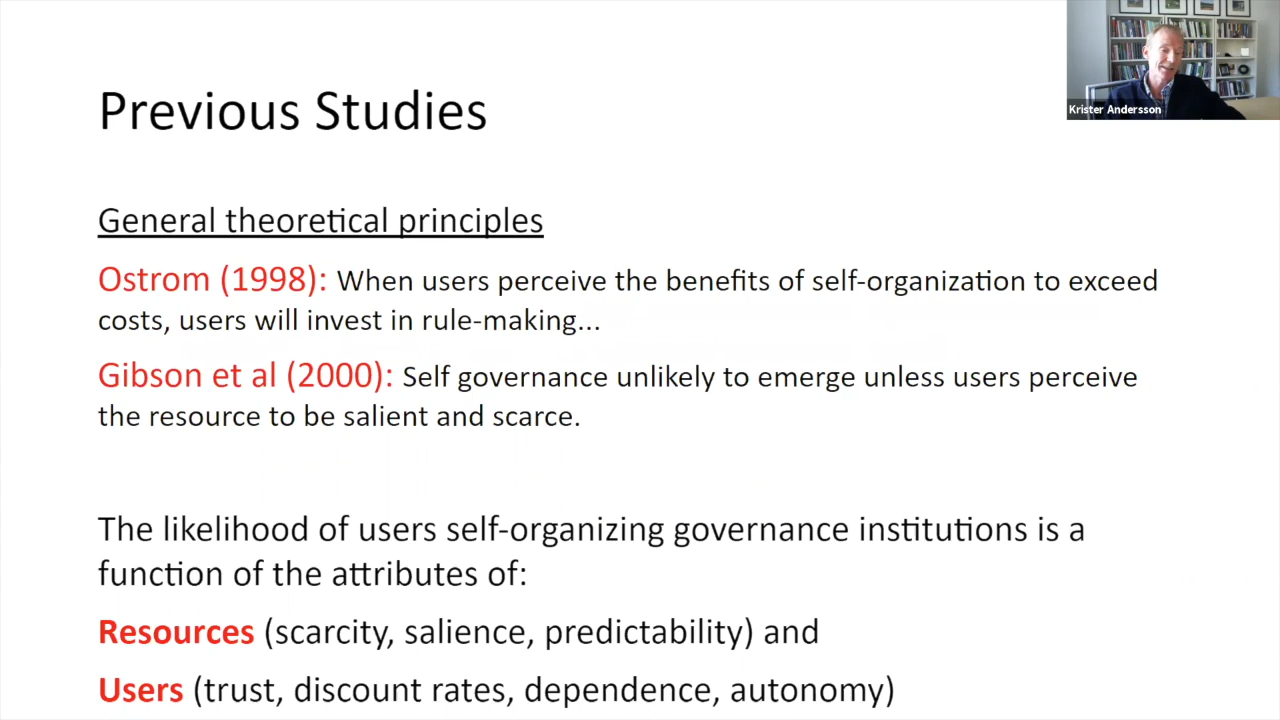 Krister Andersson
Previous Studies
General theoretical principles
Ostrom (1998): When users perceive the benefits of self-organization to exceed
costs, users will invest in rule-making...
Gibson et al (2000): Self governance unlikely to emerge unless users perceive
the resource to be salient and scarce.
The likelihood of users self-organizing governance institutions is a
function of the attributes of:
Resources (scarcity, salience, predictability) and
Users (trust, discount rates, dependence, autonomy)